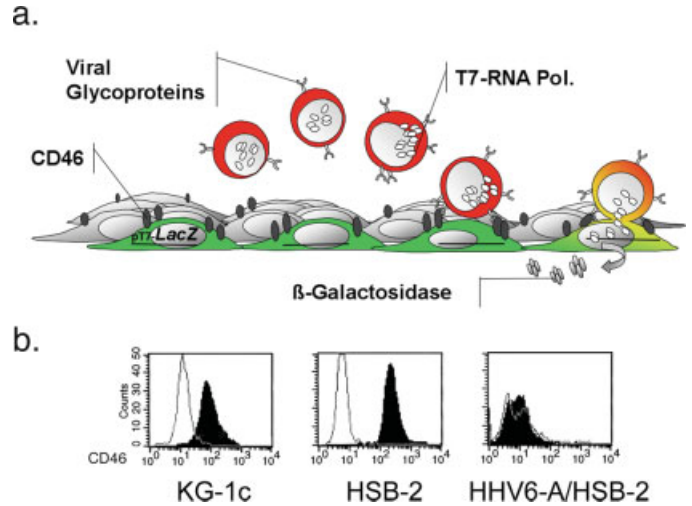 a.
Viral
Glycoproteins
T7-RNA Pol.
CD46
pT7-LacZ
ß-Galactosidase
b.
Counts
0 10 20 30 40 50
CD46
10⁰ 10¹ 10² 10³ 10⁴
10⁰ 10¹ 10² 10³ 10⁴
10⁰ 10¹ 10² 10³ 10⁴
KG-1c
HSB-2
HHV6-A/HSB-2